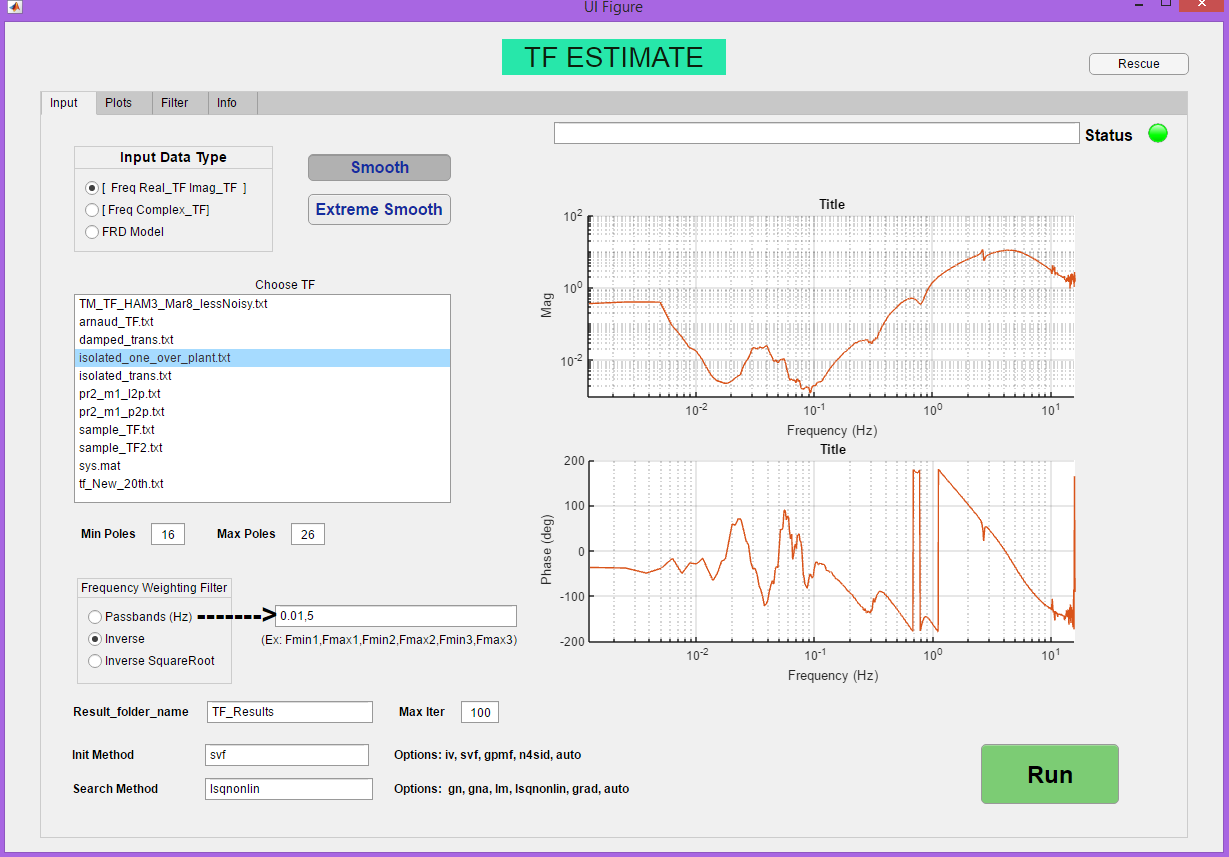 UI Figure
TF ESTIMATE
Rescue
Input Plots Filter Info
Status
Input Data Type
[ Freq Real_TF Imag_TF ]
[ Freq Complex_TF]
FRD Model
Smooth
Extreme Smooth
Choose TF
TM_TF_HAM3_Mar8_lessNoisy.txt
arnaud_TF.txt
damped_trans.txt
isolated_one_over_plant.txt
isolated_trans.txt
pr2_m1_l2p.txt
pr2_m1_p2p.txt
sample_TF.txt
sample_TF2.txt
sys.mat
tf_New_20th.txt
Min Poles 16 Max Poles 26
Frequency Weighting Filter
Passbands (Hz) -------> 0.01,5
Inverse
(Ex: Fmin1,Fmax1,Fmin2,Fmax2,Fmin3,Fmax3)
Inverse SquareRoot
Result_folder_name TF_Results Max Iter 100
Init Method svf Options: iv, svf, gpmf, n4sid, auto
Search Method lsqnonlin Options: gn, gna, lm, lsqnonlin, grad, auto
Title
10^2
10^0
10^-2
Mag
10^-2 10^-1 10^0 10^1
Frequency (Hz)
Title
200
100
0
-100
-200
Phase (deg)
10^-2 10^-1 10^0 10^1
Frequency (Hz)
Run